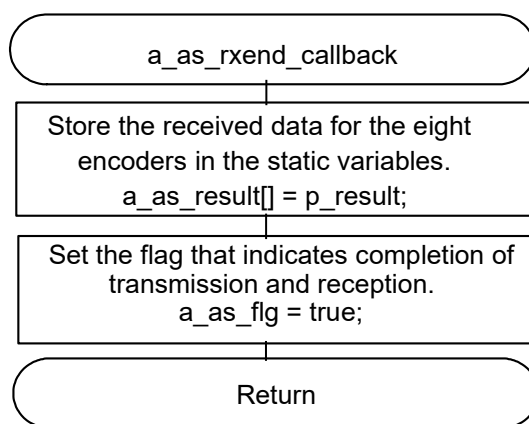 a_as_rxend_callback
Store the received data for the eight
encoders in the static variables.
a_as_result[] = p_result;
Set the flag that indicates completion of
transmission and reception.
a_as_flg = true;
Return